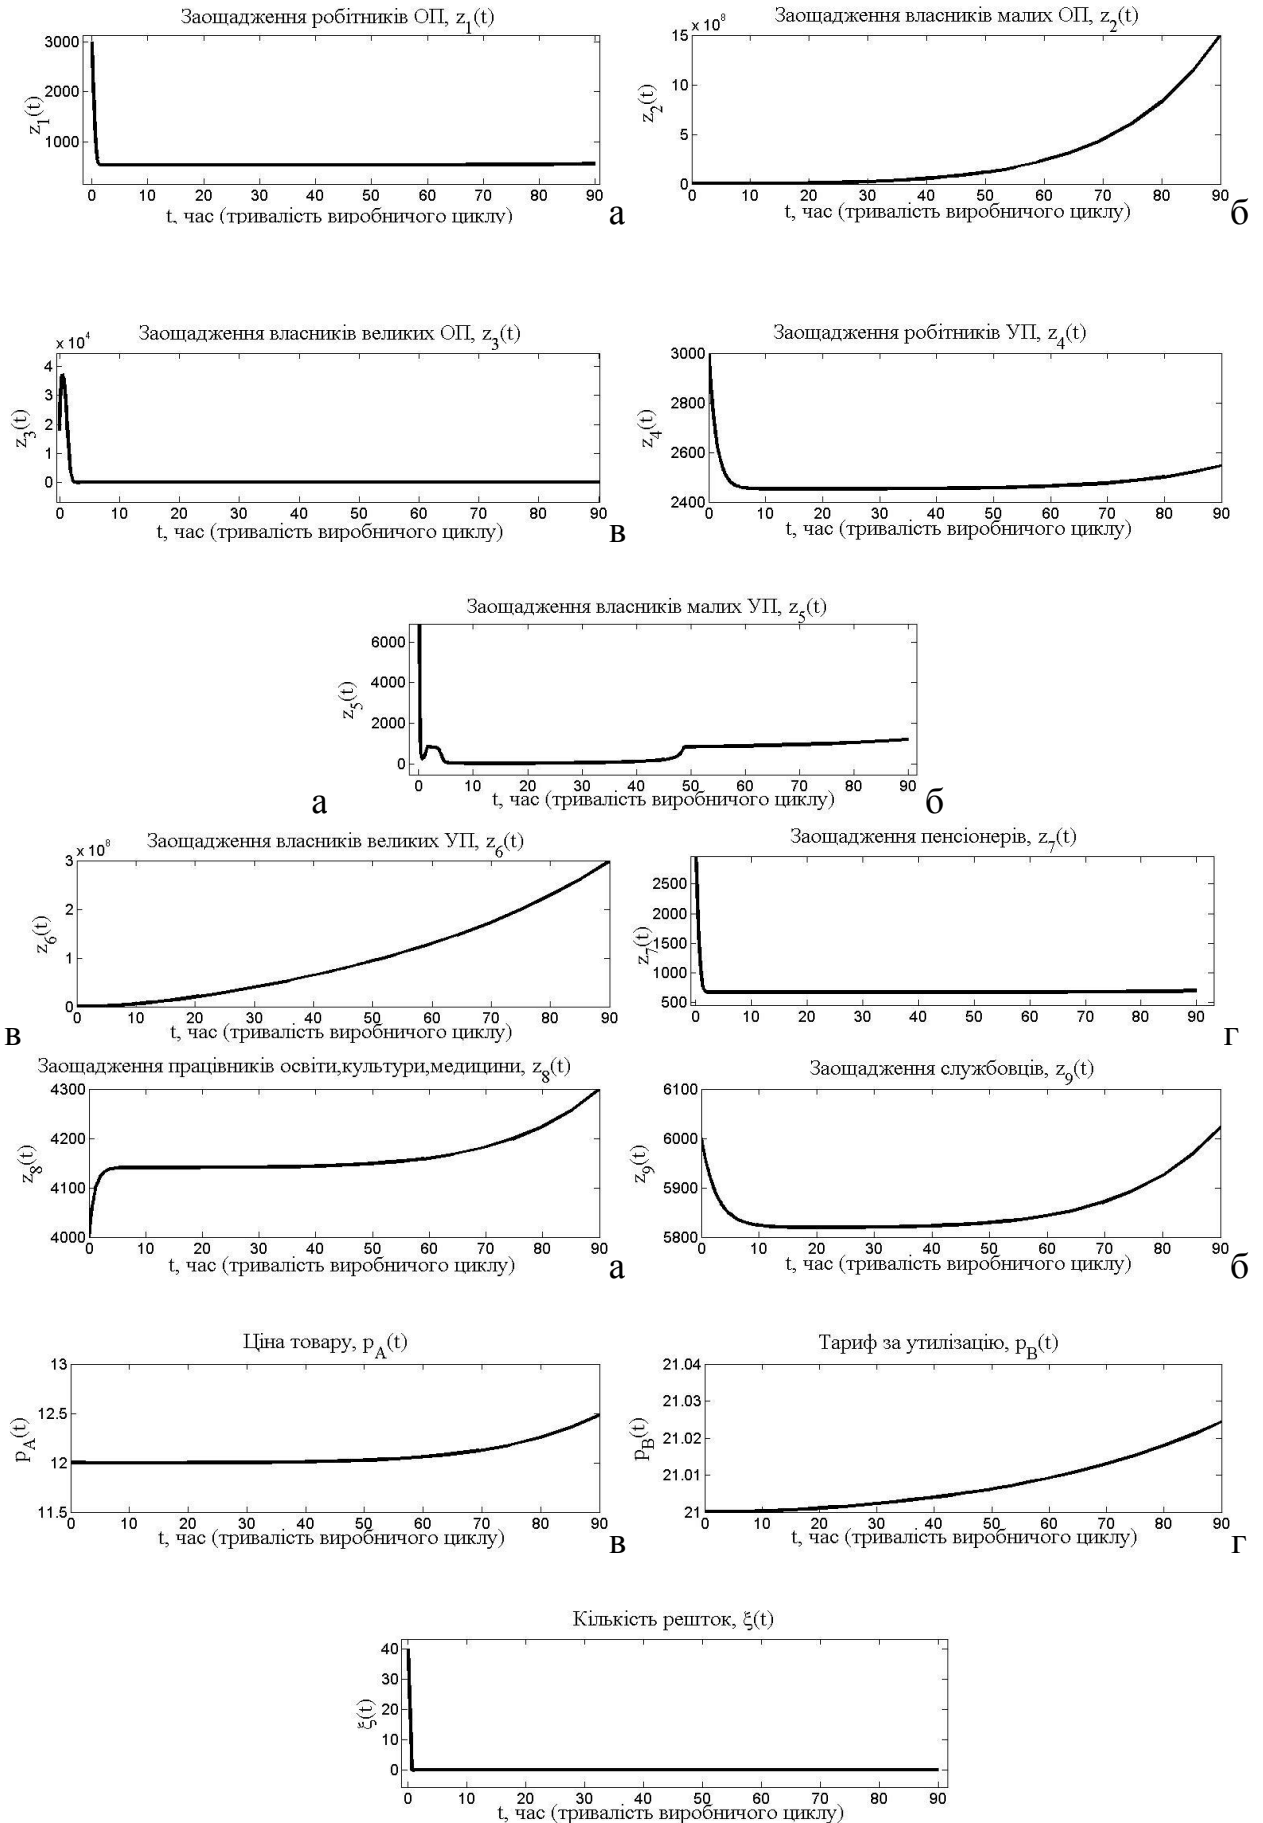 Заощадження робітників ОП, z1(t)
3000
2000
1000
z1(t)
0 10 20 30 40 50 60 70 80 90
t, час (тривалість виробничого циклу)
а
Заощадження власників малих ОП, z2(t)
x 10^8
15
10
5
0
z2(t)
0 10 20 30 40 50 60 70 80 90
t, час (тривалість виробничого циклу)
б
Заощадження власників великих ОП, z3(t)
x 10^4
4
3
2
1
0
z3(t)
0 10 20 30 40 50 60 70 80 90
t, час (тривалість виробничого циклу)
в
Заощадження робітників УП, z4(t)
3000
2800
2600
2400
z4(t)
0 10 20 30 40 50 60 70 80 90
t, час (тривалість виробничого циклу)
Заощадження власників малих УП, z5(t)
6000
4000
2000
0
z5(t)
0 10 20 30 40 50 60 70 80 90
t, час (тривалість виробничого циклу)
а
б
Заощадження власників великих УП, z6(t)
x 10^8
3
2
1
0
z6(t)
0 10 20 30 40 50 60 70 80 90
t, час (тривалість виробничого циклу)
в
Заощадження пенсіонерів, z7(t)
2500
2000
1500
1000
500
z7(t)
0 10 20 30 40 50 60 70 80 90
t, час (тривалість виробничого циклу)
г
Заощадження працівників освіти,культури,медицини, z8(t)
4300
4200
4100
4000
z8(t)
0 10 20 30 40 50 60 70 80 90
t, час (тривалість виробничого циклу)
а
Заощадження службовців, z9(t)
6100
6000
5900
5800
z9(t)
0 10 20 30 40 50 60 70 80 90
t, час (тривалість виробничого циклу)
б
Ціна товару, pA(t)
13
12.5
12
11.5
pA(t)
0 10 20 30 40 50 60 70 80 90
t, час (тривалість виробничого циклу)
в
Тариф за утилізацію, pB(t)
21.04
21.03
21.02
21.01
21
pB(t)
0 10 20 30 40 50 60 70 80 90
t, час (тривалість виробничого циклу)
г
Кількість решток, ξ(t)
40
30
20
10
0
ξ(t)
0 10 20 30 40 50 60 70 80 90
t, час (тривалість виробничого циклу)